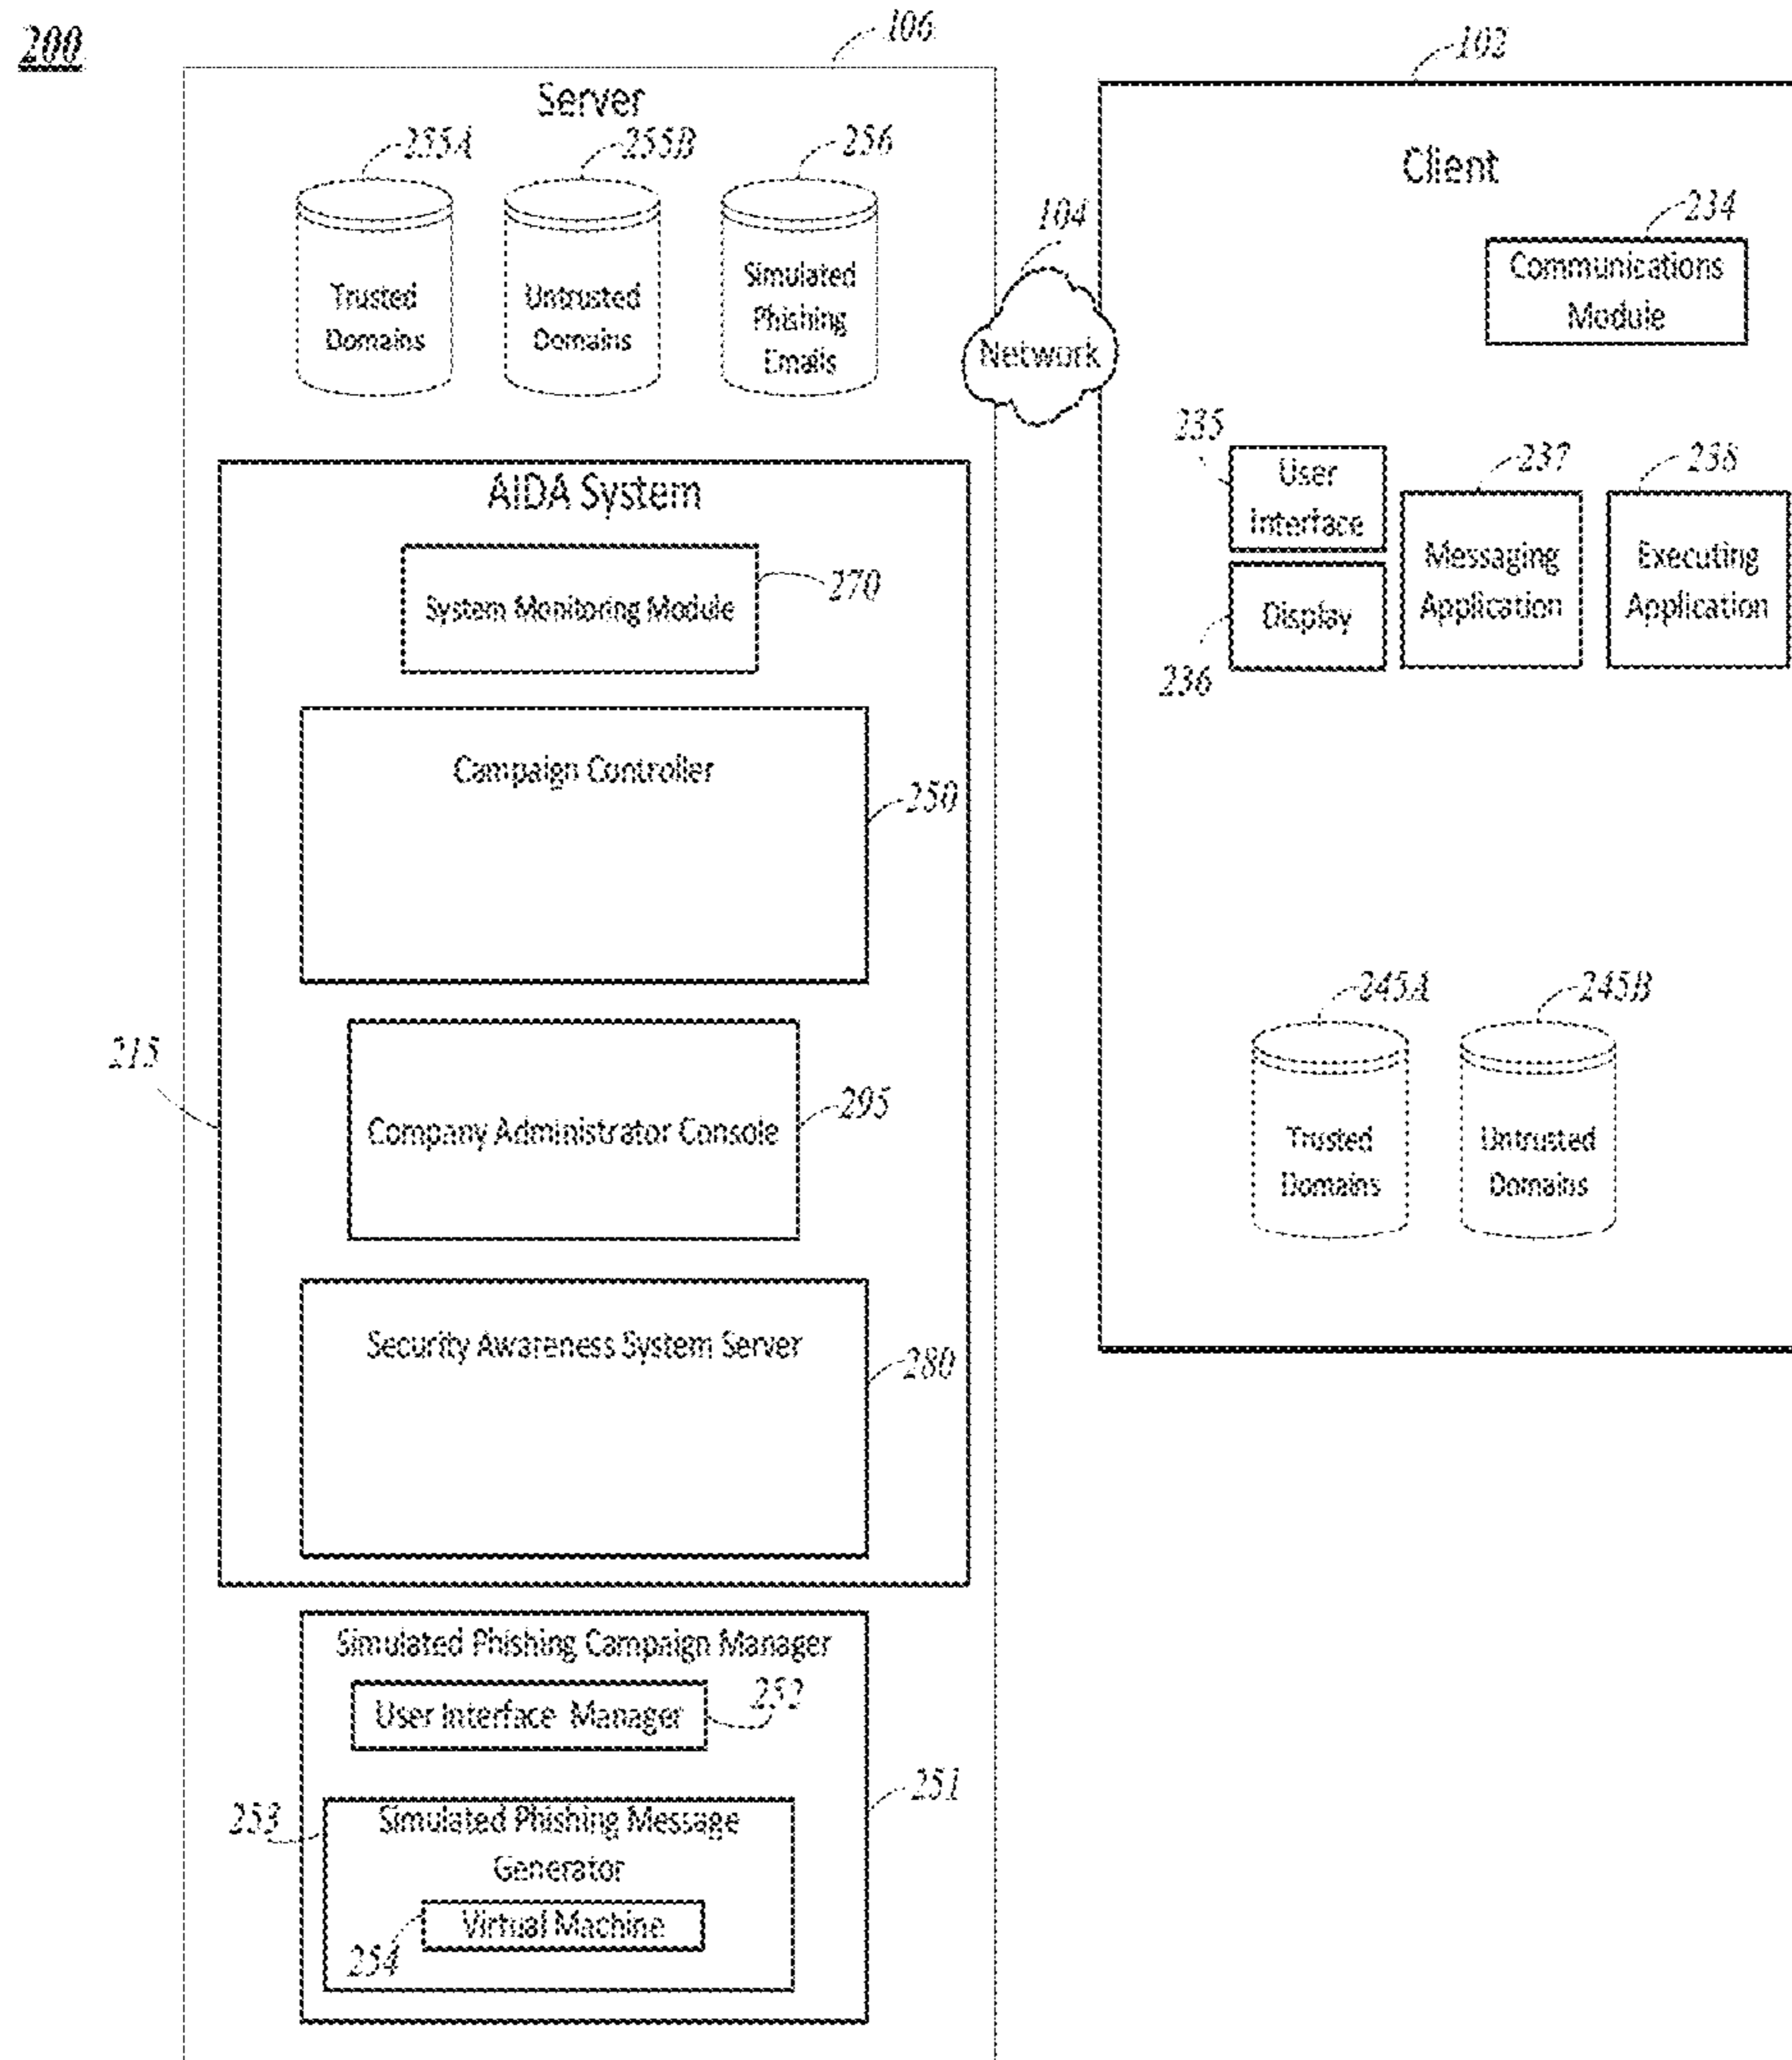 200
106
Server
255A
255B
256
Trusted
Domains
Untrusted
Domains
Simulated
Phishing
Emails
AIDA System
System Monitoring Module
270
Campaign Controller
250
215
Company Administrator Console
295
Security Awareness System Server
280
Simulated Phishing Campaign Manager
User Interface Manager
252
251
253
Simulated Phishing Message
Generator
Virtual Machine
254
104
Network
102
Client
234
Communications
Module
235
User
Interface
237
Messaging
Application
238
Executing
Application
Display
236
245A
245B
Trusted
Domains
Untrusted
Domains